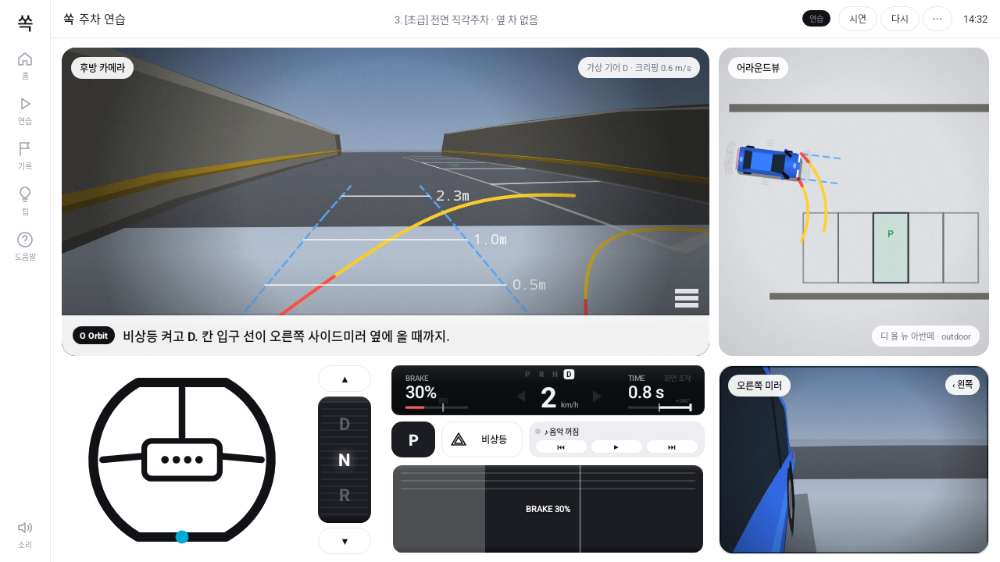 쏙
홈
연습
기록
팁
도움말
소리
쏙 주차 연습
3. [초급] 전면 직각주차 · 옆 차 없음
연습
시연
다시
···
14:32
후방 카메라
가상 기어 D · 크리핑 0.6 m/s
2.3m
1.0m
0.5m
O Orbit
비상등 켜고 D. 칸 입구 선이 오른쪽 사이드미러 옆에 올 때까지.
어라운드뷰
P
디 올 뉴 아반떼 · outdoor
D
N
R
BRAKE
30%
P R N D
2 km/h
TIME
화면 조작
0.8 s
+540°
P
비상등
♪ 음악 꺼짐
BRAKE 30%
오른쪽 미러
‹ 왼쪽